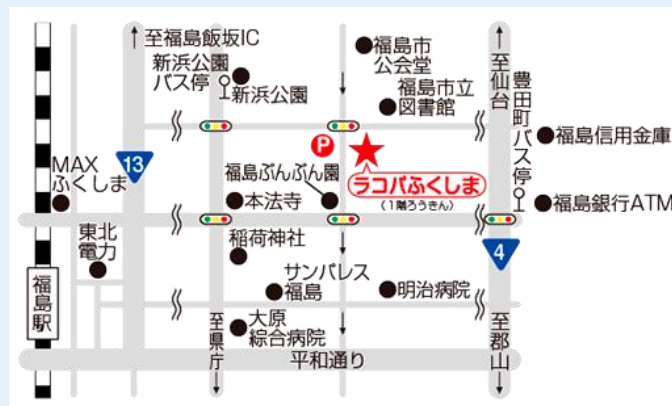 至福島飯坂IC
新浜公園
バス停
新浜公園
福島市
公会堂
福島市立
図書館
至仙台
豊田町バス停
福島信用金庫
MAX
ふくしま
13
P
福島ぶんぶん園
ラコパふくしま
(1階ろうきん)
本法寺
福島銀行ATM
東北
電力
稲荷神社
サンパレス
福島
明治病院
4
福島駅
至県庁
大原
綜合病院
平和通り
至郡山